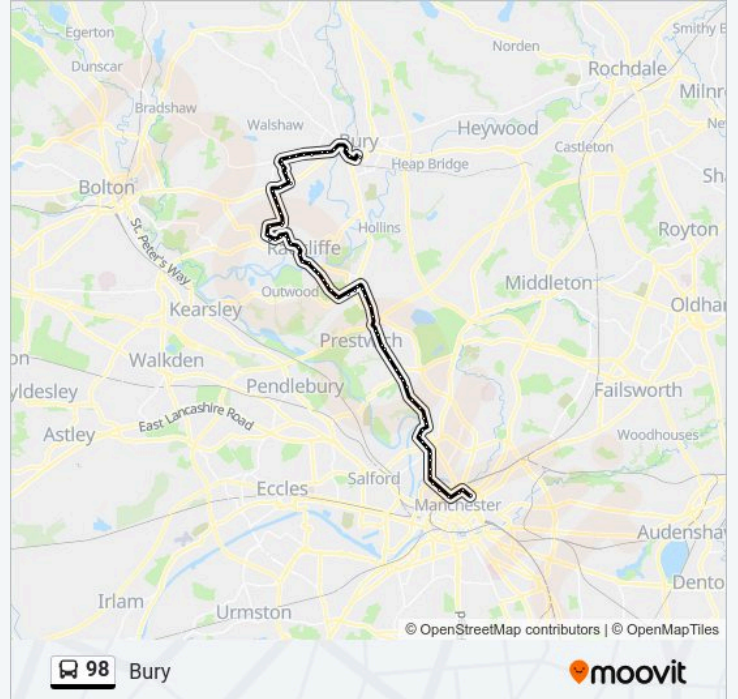 Egerton
Smithy B
Dunscar
Norden
Rochdale
Bradshaw
Milnr
Walshaw
Bury
Heywood
Ne
Castleton
Heap Bridge
Bolton
Sh
St. Peter's Way
Hollins
Royton
Radcliffe
Outwood
Middleton
Kearsley
Oldha
on
Prestwich
Walkden
Pendlebury
Failsworth
yldesley
East Lancashire Road
Astley
Woodhouses
Salford
Eccles
Manchester
Audensha
Dento
Irlam
Urmston
© OpenStreetMap contributors | © OpenMapTiles
98 Bury
moovit